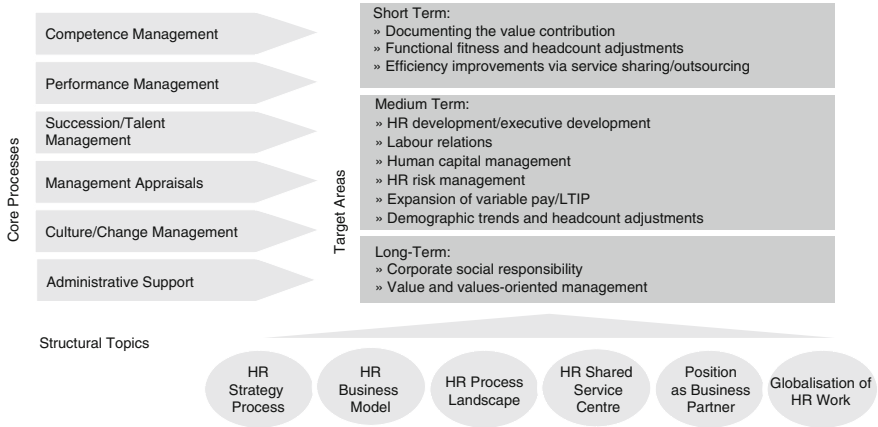 Core Processes
Competence Management
Performance Management
Succession/Talent
Management
Management Appraisals
Culture/Change Management
Administrative Support
Target Areas
Short Term:
» Documenting the value contribution
» Functional fitness and headcount adjustments
» Efficiency improvements via service sharing/outsourcing
Medium Term:
» HR development/executive development
» Labour relations
» Human capital management
» HR risk management
» Expansion of variable pay/LTIP
» Demographic trends and headcount adjustments
Long-Term:
» Corporate social responsibility
» Value and values-oriented management
Structural Topics
HR
Strategy
Process
HR
Business
Model
HR Process
Landscape
HR Shared
Service
Centre
Position
as Business
Partner
Globalisation of
HR Work